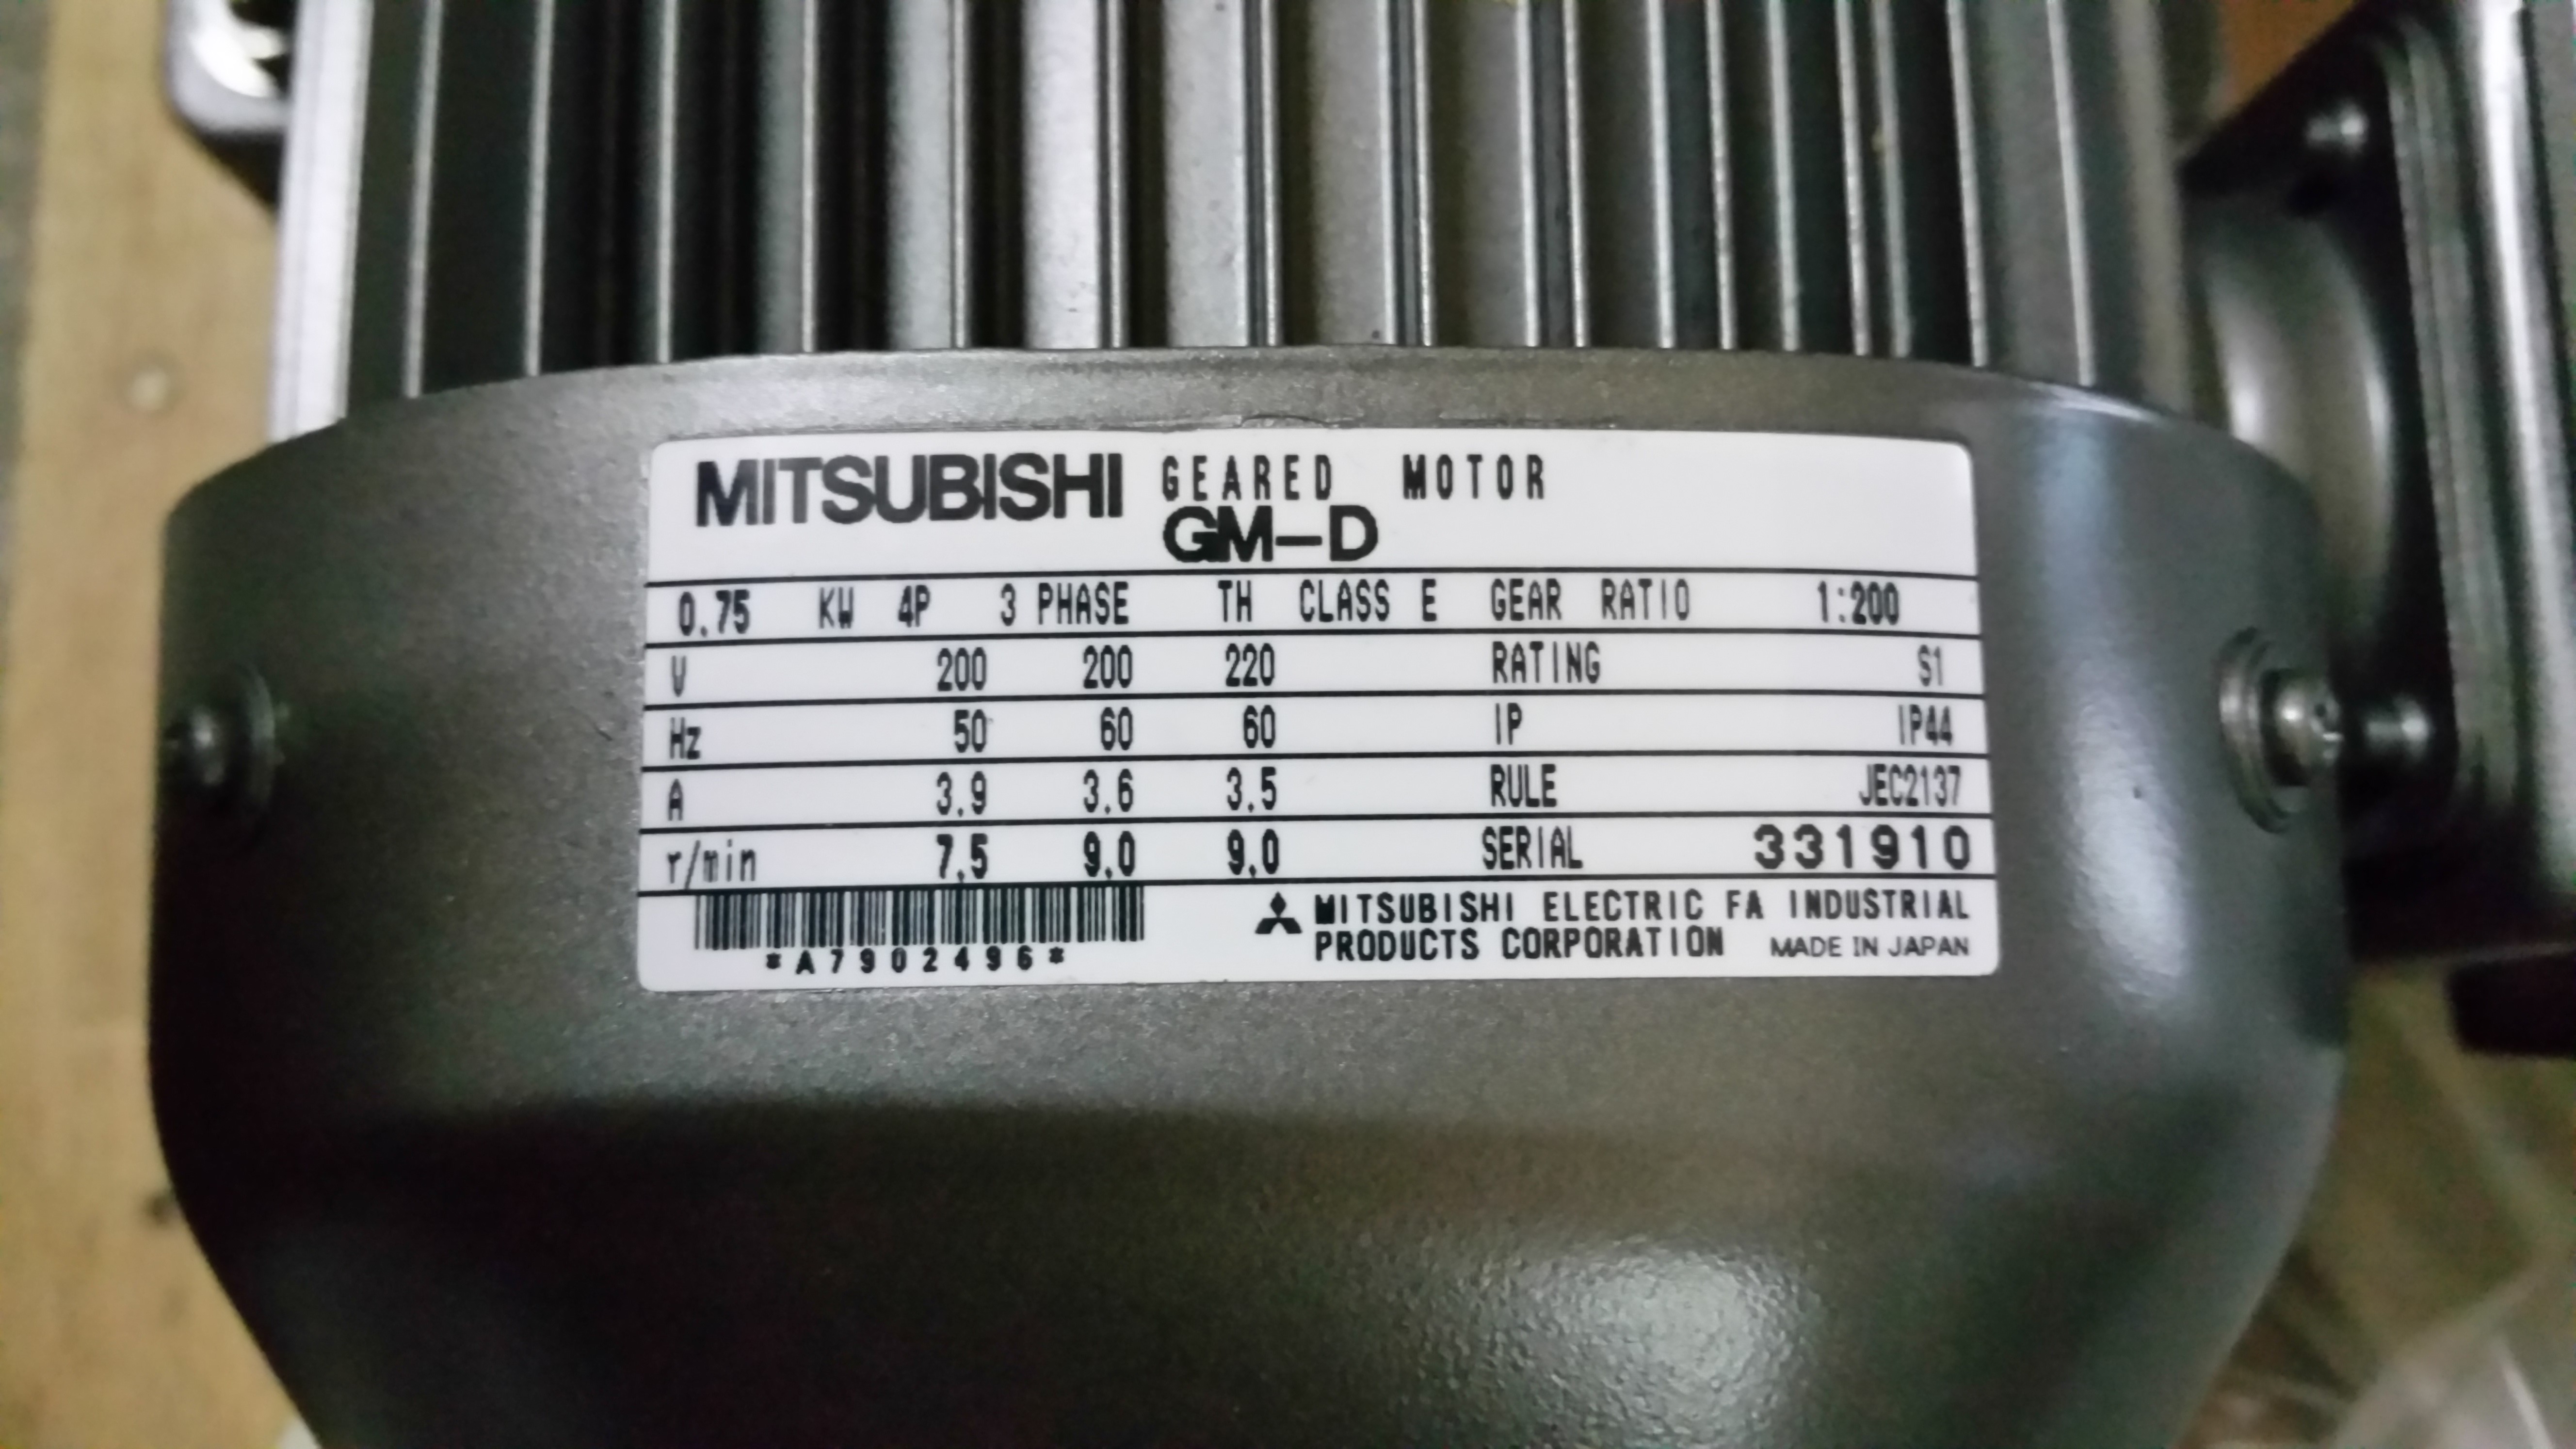 MITSUBISHI GEARED MOTOR
GM-D
0.75 KW 4P 3 PHASE TH CLASS E GEAR RATIO 1:200
V 200 200 220 RATING S1
Hz 50 60 60 IP IP44
A 3.9 3.6 3.5 RULE JEC2137
r/min 7.5 9.0 9.0 SERIAL 331910
*A7902496*
MITSUBISHI ELECTRIC FA INDUSTRIAL
PRODUCTS CORPORATION MADE IN JAPAN